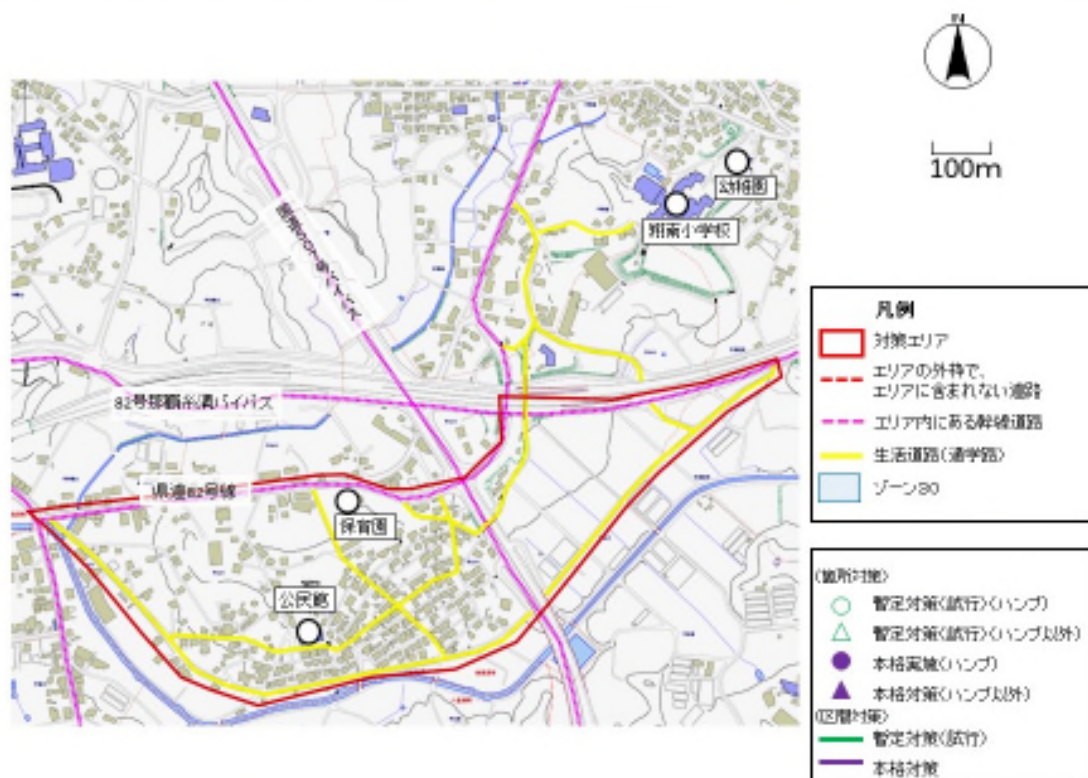 N
100m
幼稚園
翔南小学校
82号那覇糸満バイパス
県道82号線
保育園
公民館
凡例
対策エリア
エリアの外枠で、
エリアに含まれない道路
エリア内にある幹線道路
生活道路(通学路)
ゾーン30
(箇所対策)
暫定対策(試行)(ハンプ)
暫定対策(試行)(ハンプ以外)
本格実施(ハンプ)
本格対策(ハンプ以外)
(区間対策)
暫定対策(試行)
本格対策